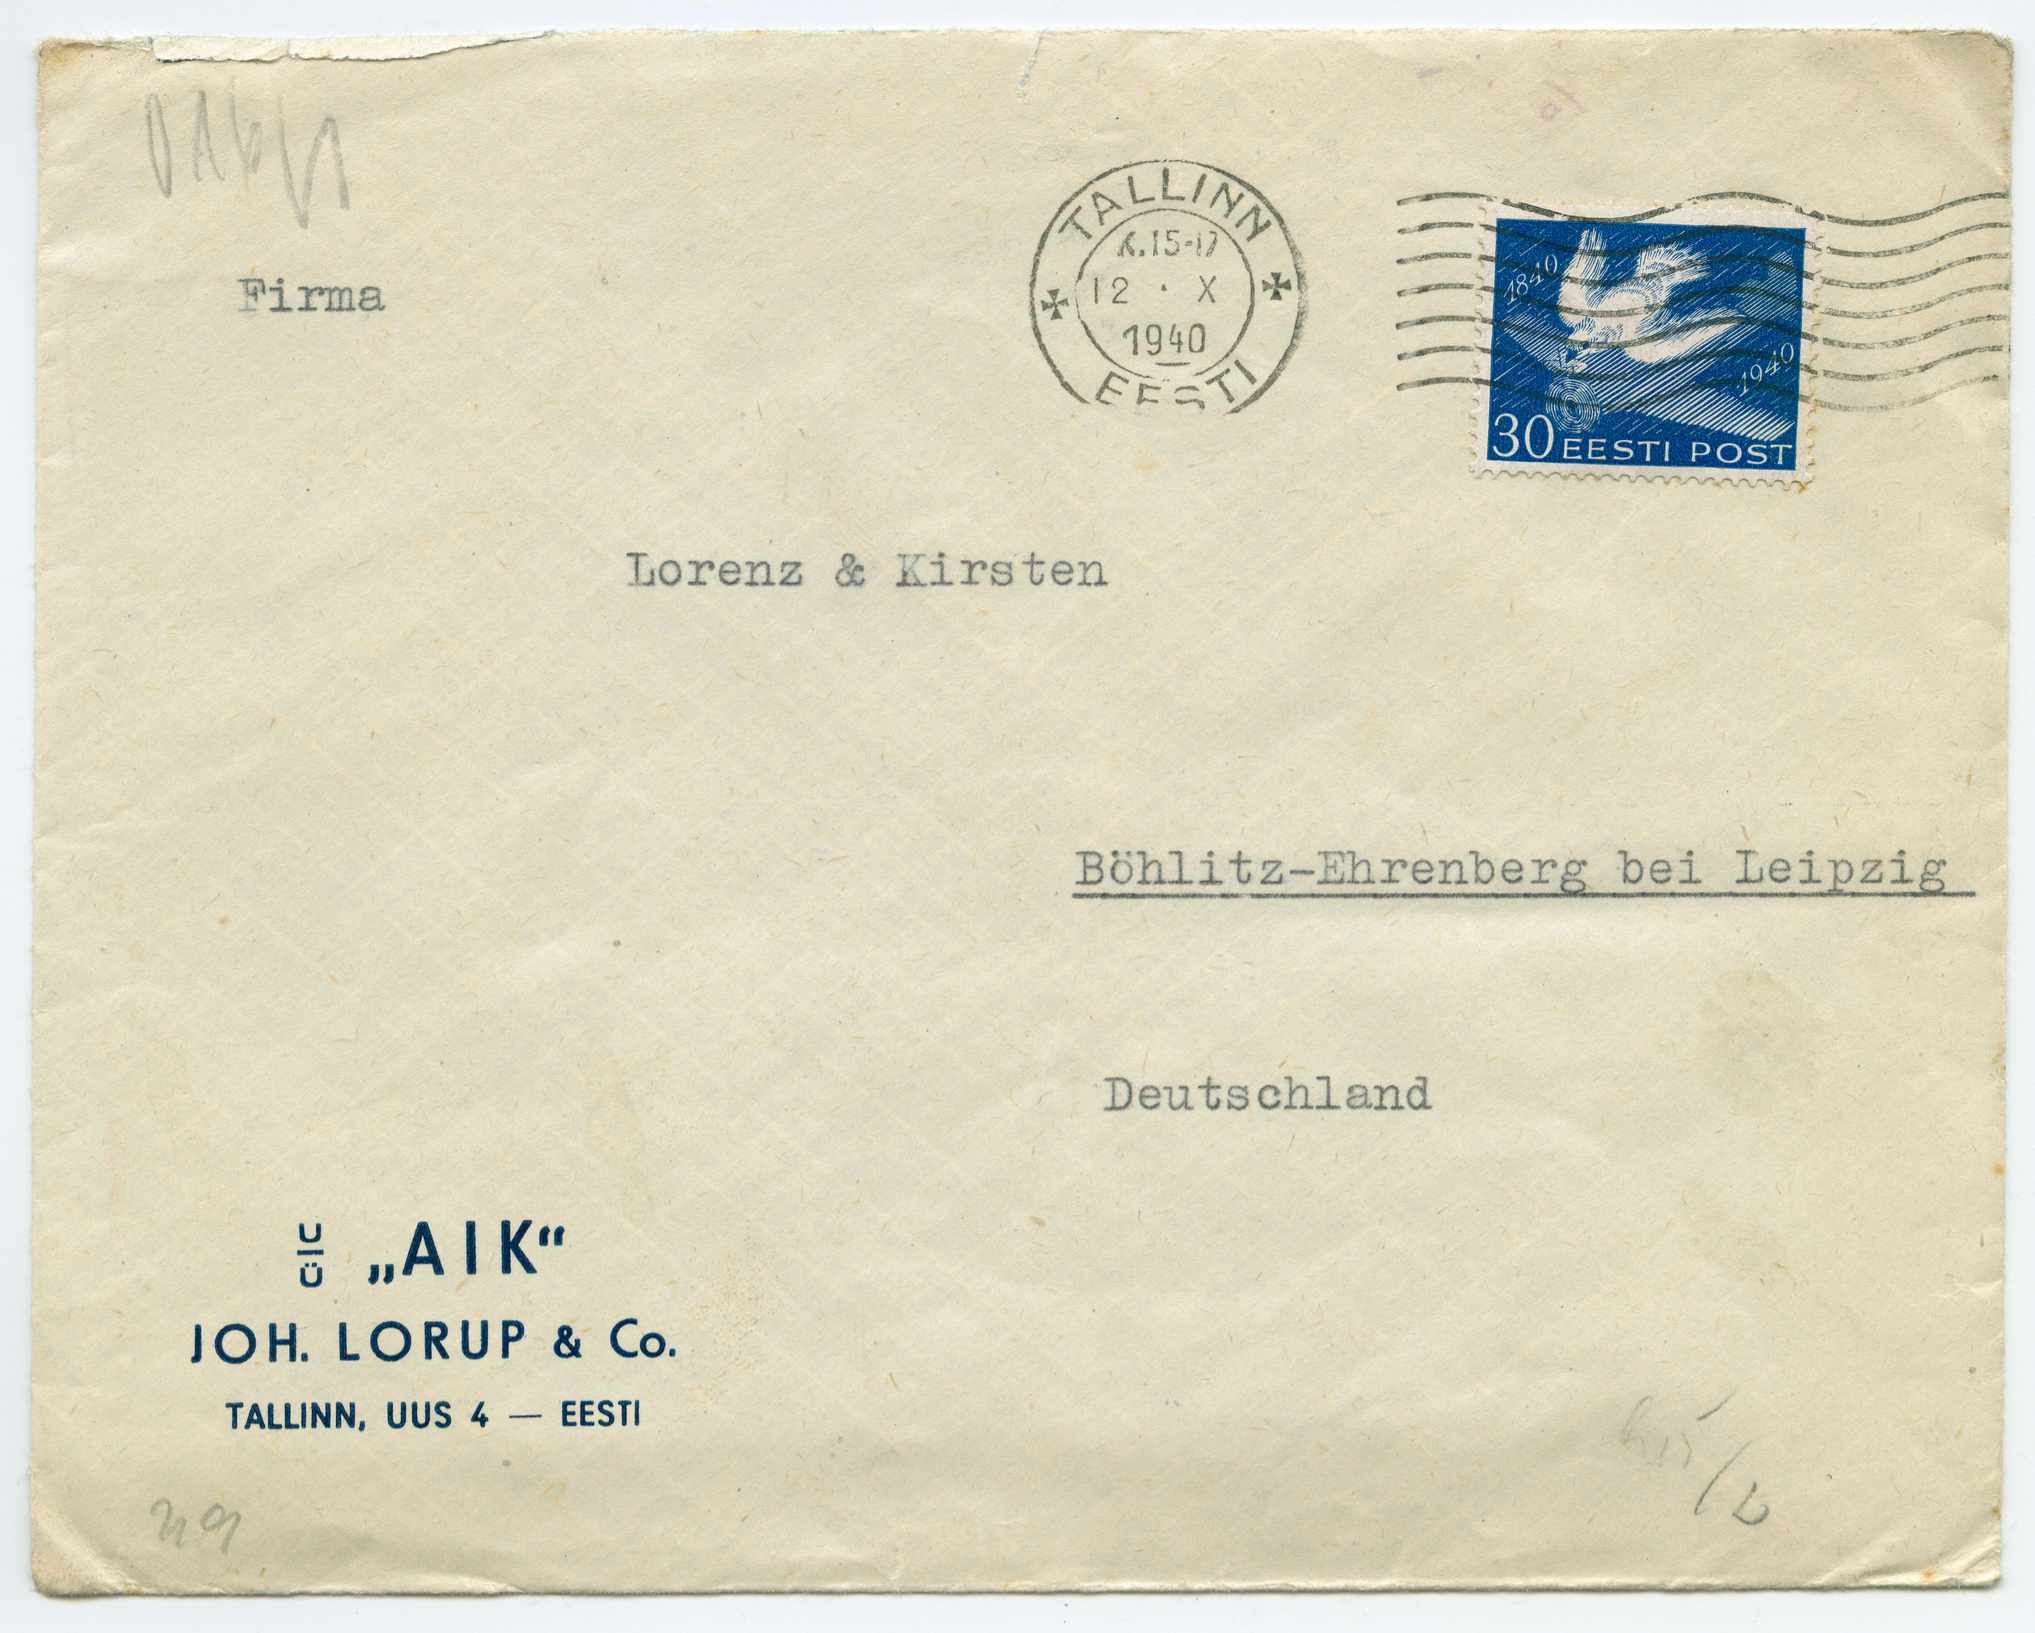 TALLINN
K.15-17
12 · X
1940
EESTI
1840
1940
30 EESTI POST
Firma
Lorenz & Kirsten
Böhlitz-Ehrenberg bei Leipzig
Deutschland
U/Ü „AIK“
JOH. LORUP & Co.
TALLINN, UUS 4 — EESTI